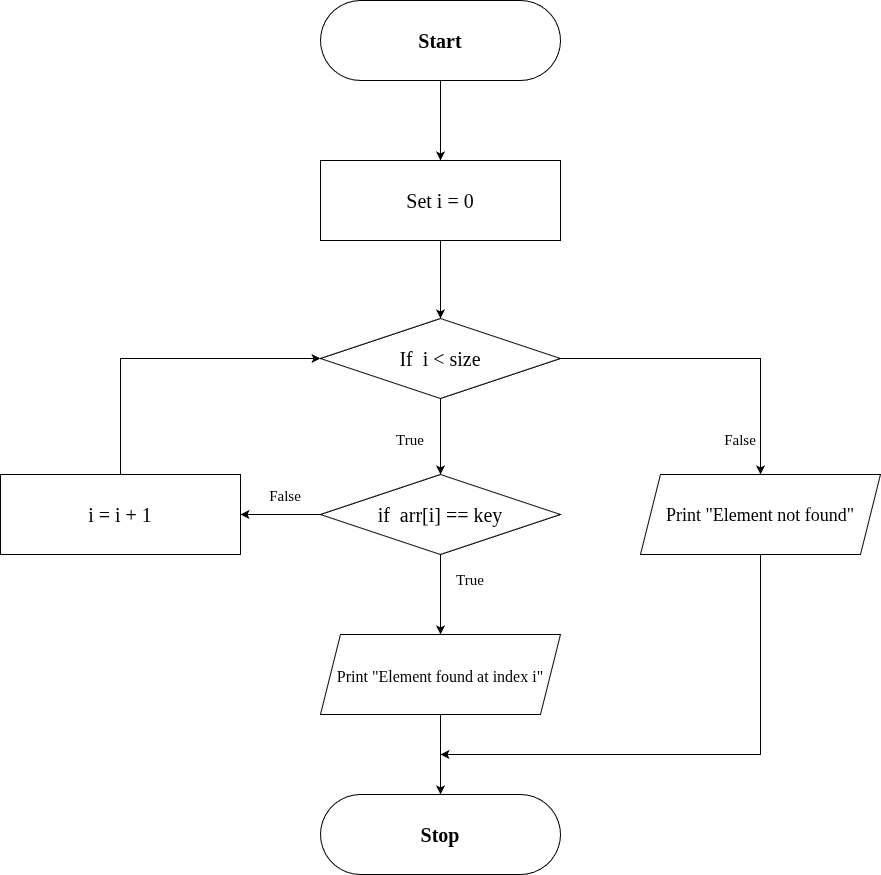 Start
Set i = 0
If  i < size
True
False
False
i = i + 1
if  arr[i] == key
Print "Element not found"
True
Print "Element found at index i"
Stop